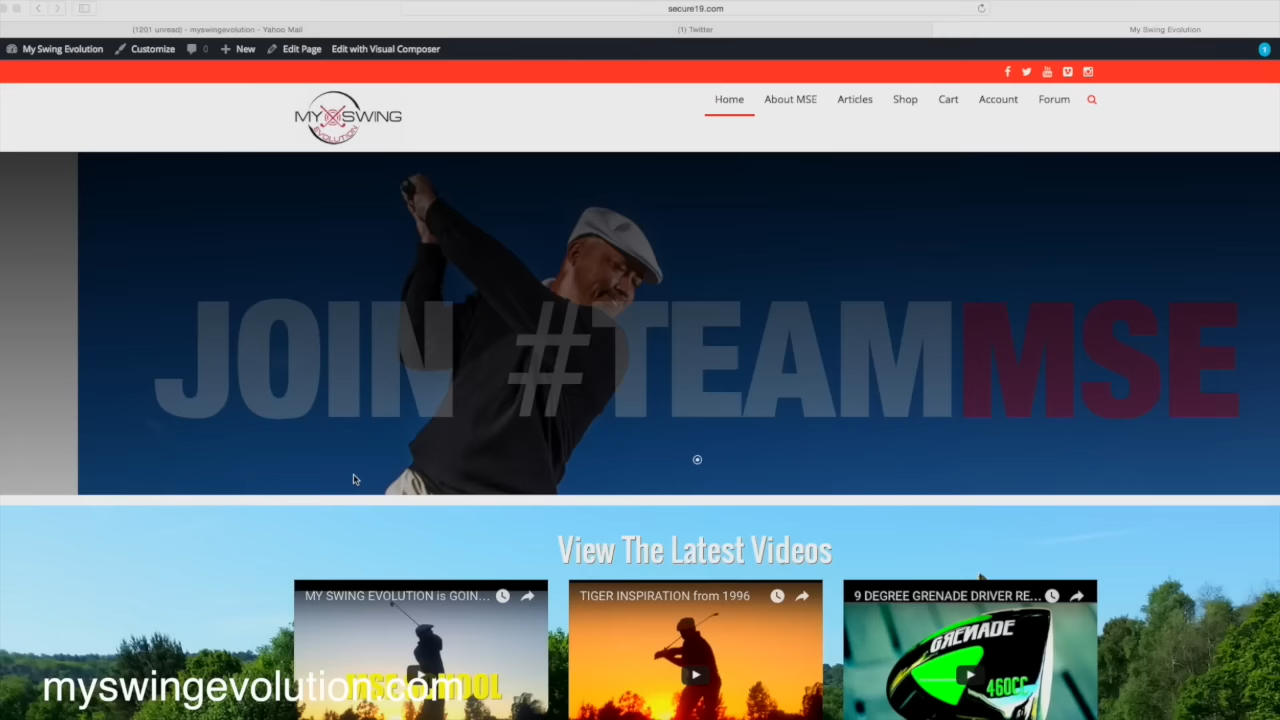 secure19.com
(1201 unread) - myswingevolution - Yahoo Mail
(1) Twitter
My Swing Evolution
My Swing Evolution Customize 0 New Edit Page Edit with Visual Composer 1
MY SWING
EVOLUTION
Home About MSE Articles Shop Cart Account Forum
JOIN #TEAMMSE
View The Latest Videos
MY SWING EVOLUTION is GOIN...
TIGER INSPIRATION from 1996
9 DEGREE GRENADE DRIVER RE...
GRENADE
460CC
myswingevolution.com